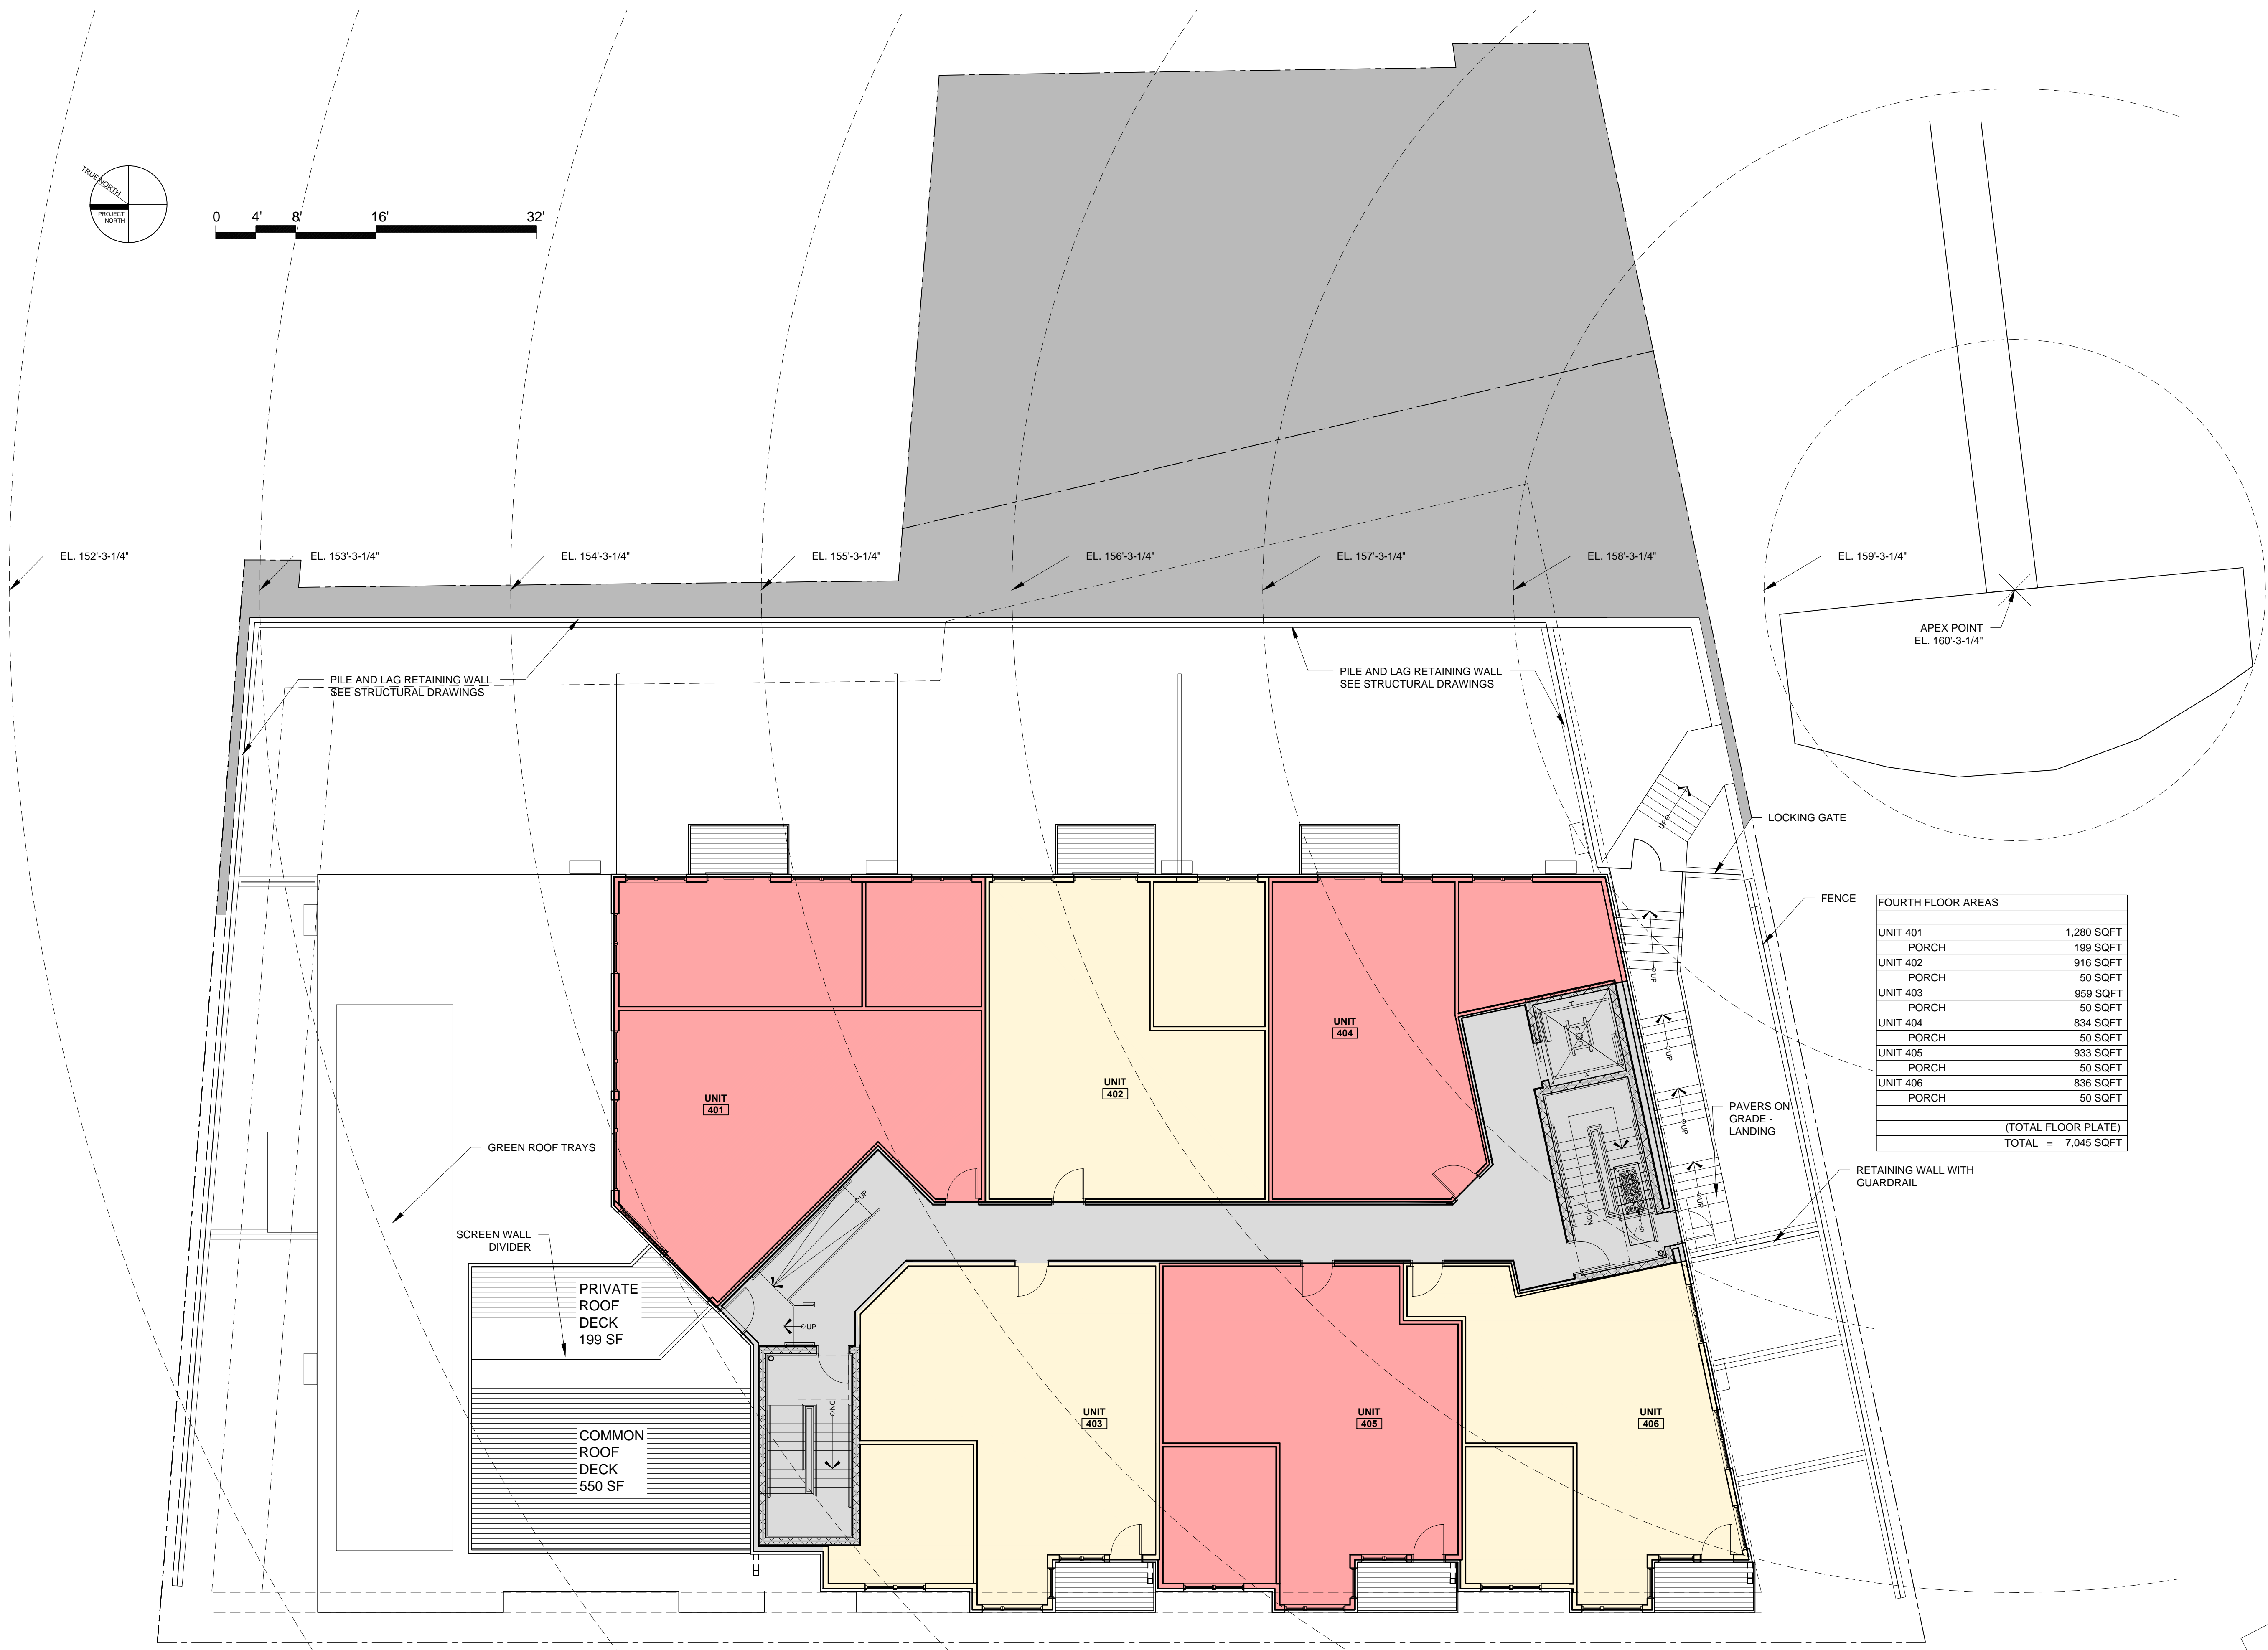 TRUE NORTH
PROJECT
NORTH
0 4' 8' 16' 32'
EL. 152'-3-1/4"
EL. 153'-3-1/4"
EL. 154'-3-1/4"
EL. 155'-3-1/4"
EL. 156'-3-1/4"
EL. 157'-3-1/4"
EL. 158'-3-1/4"
EL. 159'-3-1/4"
APEX POINT
EL. 160'-3-1/4"
PILE AND LAG RETAINING WALL
SEE STRUCTURAL DRAWINGS
PILE AND LAG RETAINING WALL
SEE STRUCTURAL DRAWINGS
UP
LOCKING GATE
FENCE
FOURTH FLOOR AREAS
UNIT 401 1,280 SQFT
PORCH 199 SQFT
UNIT 402 916 SQFT
PORCH 50 SQFT
UNIT 403 959 SQFT
PORCH 50 SQFT
UNIT 404 834 SQFT
PORCH 50 SQFT
UNIT 405 933 SQFT
PORCH 50 SQFT
UNIT 406 836 SQFT
PORCH 50 SQFT
(TOTAL FLOOR PLATE)
TOTAL = 7,045 SQFT
UP
UP
UP
UP
UNIT
404
UNIT
402
UNIT
401
PAVERS ON
GRADE -
LANDING
GREEN ROOF TRAYS
RETAINING WALL WITH
GUARDRAIL
UP
DN
UP
SCREEN WALL
DIVIDER
PRIVATE
ROOF
DECK
199 SF
UP
COMMON
ROOF
DECK
550 SF
DN
UNIT
403
UNIT
405
UNIT
406